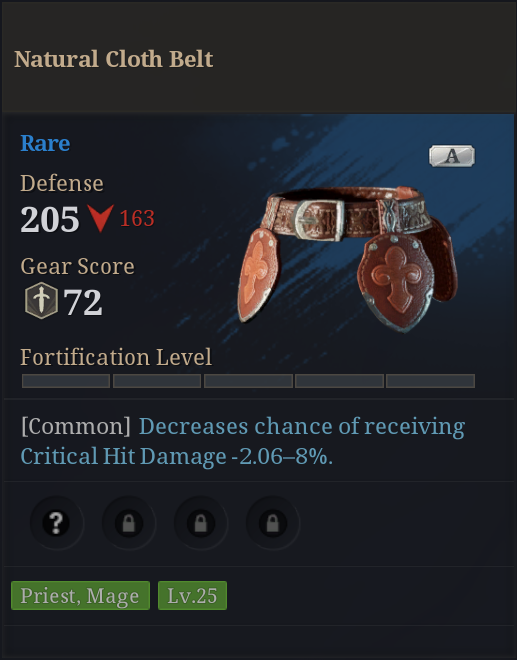 Natural Cloth Belt
Rare
A
Defense
205 163
Gear Score
72
Fortification Level
[Common] Decreases chance of receiving
Critical Hit Damage -2.06–8%.
?
Priest, Mage Lv.25